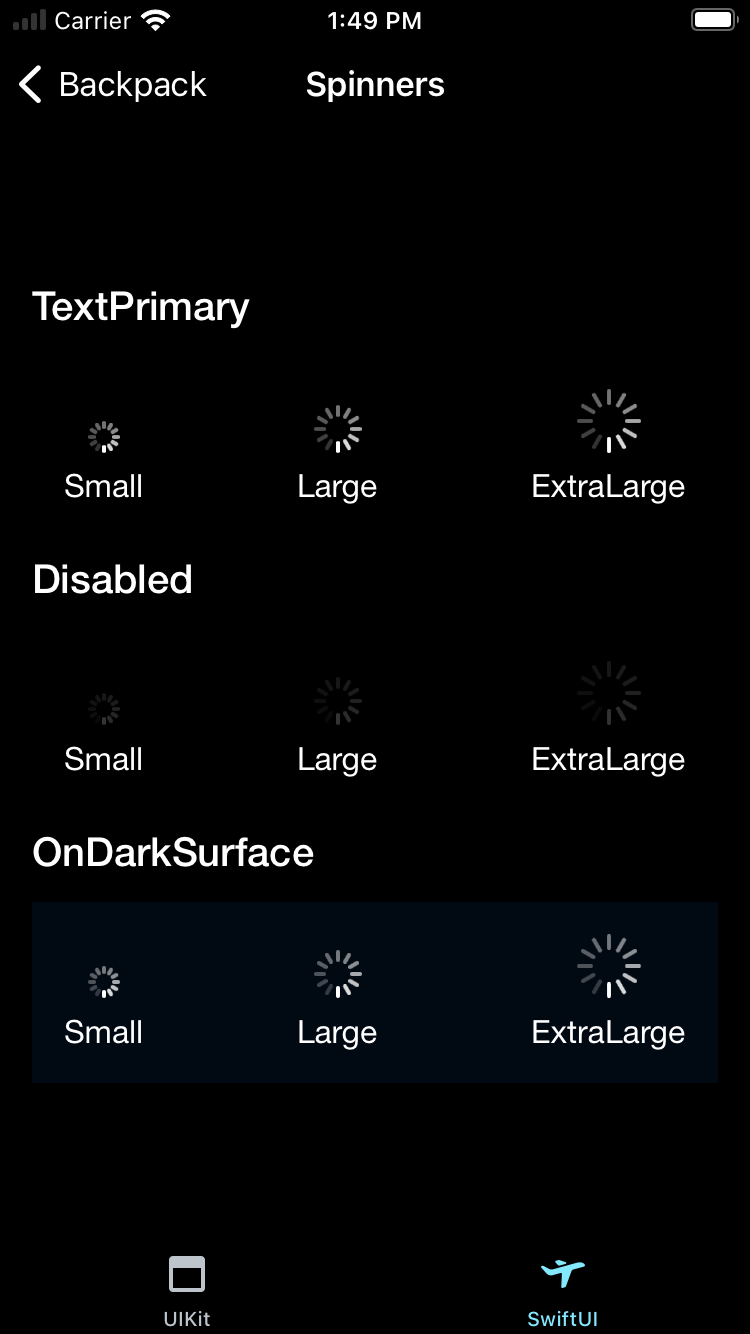 Carrier 1:49 PM
Backpack Spinners
TextPrimary
Small Large ExtraLarge
Disabled
Small Large ExtraLarge
OnDarkSurface
Small Large ExtraLarge
UIKit SwiftUI